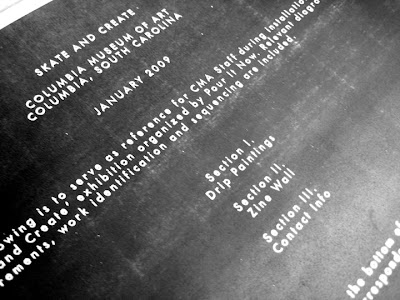 SKATE AND CREATE
COLUMBIA MUSEUM OF ART
COLUMBIA, SOUTH CAROLINA
JANUARY 2009
owing is to serve as reference for CMA Staff during installation
and Create exhibition organized by Pour it Now. Relevant diagra
rements, work identification and sequencing are included.
Section I.
Drip Paintings
Section II.
Zine Wall
Section III.
Contact Info
the bottom of
respond